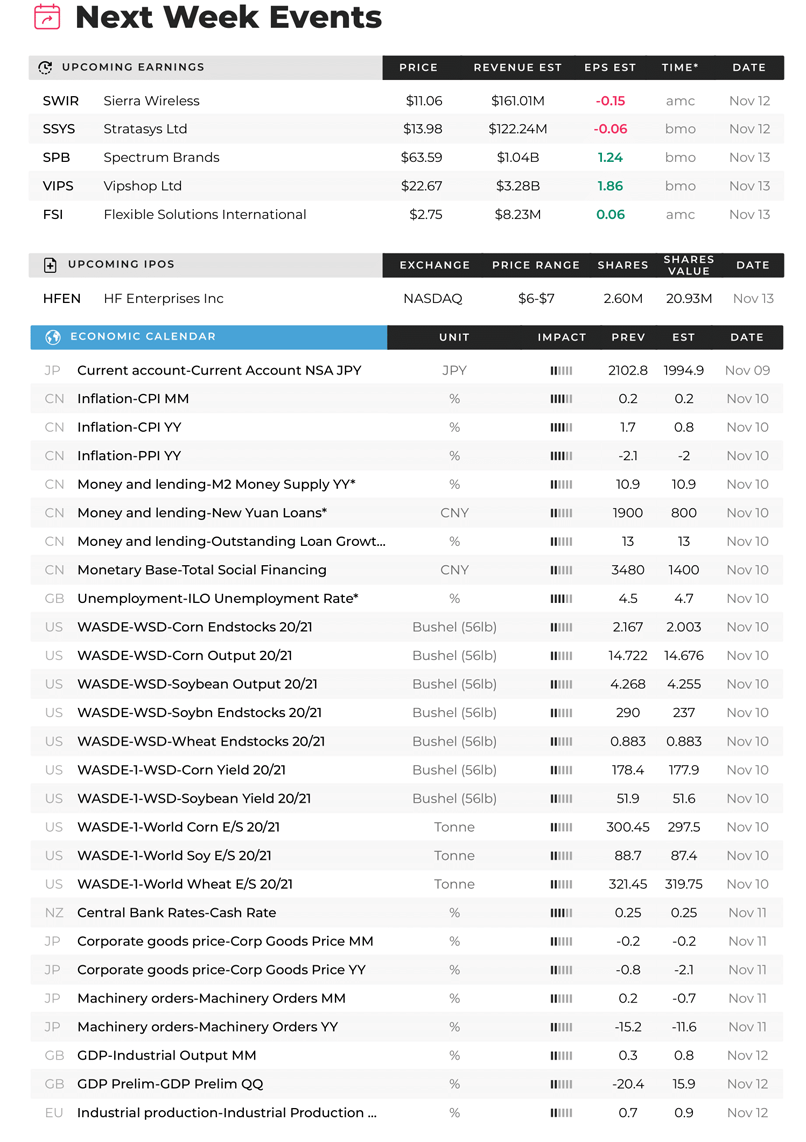 Next Week Events
UPCOMING EARNINGS PRICE REVENUE EST EPS EST TIME* DATE
SWIR Sierra Wireless $11.06 $161.01M -0.15 amc Nov 12
SSYS Stratasys Ltd $13.98 $122.24M -0.06 bmo Nov 12
SPB Spectrum Brands $63.59 $1.04B 1.24 bmo Nov 13
VIPS Vipshop Ltd $22.67 $3.28B 1.86 bmo Nov 13
FSI Flexible Solutions International $2.75 $8.23M 0.06 amc Nov 13
UPCOMING IPOS EXCHANGE PRICE RANGE SHARES SHARES VALUE DATE
HFEN HF Enterprises Inc NASDAQ $6-$7 2.60M 20.93M Nov 13
ECONOMIC CALENDAR UNIT IMPACT PREV EST DATE
JP Current account-Current Account NSA JPY JPY 2102.8 1994.9 Nov 09
CN Inflation-CPI MM % 0.2 0.2 Nov 10
CN Inflation-CPI YY % 1.7 0.8 Nov 10
CN Inflation-PPI YY % -2.1 -2 Nov 10
CN Money and lending-M2 Money Supply YY* % 10.9 10.9 Nov 10
CN Money and lending-New Yuan Loans* CNY 1900 800 Nov 10
CN Money and lending-Outstanding Loan Growt... % 13 13 Nov 10
CN Monetary Base-Total Social Financing CNY 3480 1400 Nov 10
GB Unemployment-ILO Unemployment Rate* % 4.5 4.7 Nov 10
US WASDE-WSD-Corn Endstocks 20/21 Bushel (56lb) 2.167 2.003 Nov 10
US WASDE-WSD-Corn Output 20/21 Bushel (56lb) 14.722 14.676 Nov 10
US WASDE-WSD-Soybean Output 20/21 Bushel (56lb) 4.268 4.255 Nov 10
US WASDE-WSD-Soybn Endstocks 20/21 Bushel (56lb) 290 237 Nov 10
US WASDE-WSD-Wheat Endstocks 20/21 Bushel (56lb) 0.883 0.883 Nov 10
US WASDE-1-WSD-Corn Yield 20/21 Bushel (56lb) 178.4 177.9 Nov 10
US WASDE-1-WSD-Soybean Yield 20/21 Bushel (56lb) 51.9 51.6 Nov 10
US WASDE-1-World Corn E/S 20/21 Tonne 300.45 297.5 Nov 10
US WASDE-1-World Soy E/S 20/21 Tonne 88.7 87.4 Nov 10
US WASDE-1-World Wheat E/S 20/21 Tonne 321.45 319.75 Nov 10
NZ Central Bank Rates-Cash Rate % 0.25 0.25 Nov 11
JP Corporate goods price-Corp Goods Price MM % -0.2 -0.2 Nov 11
JP Corporate goods price-Corp Goods Price YY % -0.8 -2.1 Nov 11
JP Machinery orders-Machinery Orders MM % 0.2 -0.7 Nov 11
JP Machinery orders-Machinery Orders YY % -15.2 -11.6 Nov 11
GB GDP-Industrial Output MM % 0.3 0.8 Nov 12
GB GDP Prelim-GDP Prelim QQ % -20.4 15.9 Nov 12
EU Industrial production-Industrial Production ... % 0.7 0.9 Nov 12